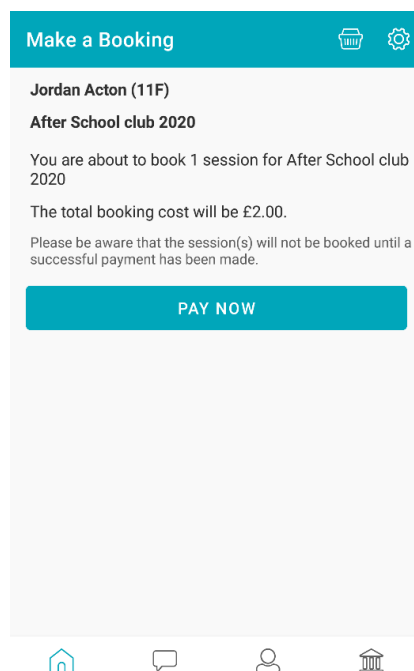 Make a Booking
Jordan Acton (11F)
After School club 2020
You are about to book 1 session for After School club
2020
The total booking cost will be £2.00.
Please be aware that the session(s) will not be booked until a
successful payment has been made.
PAY NOW